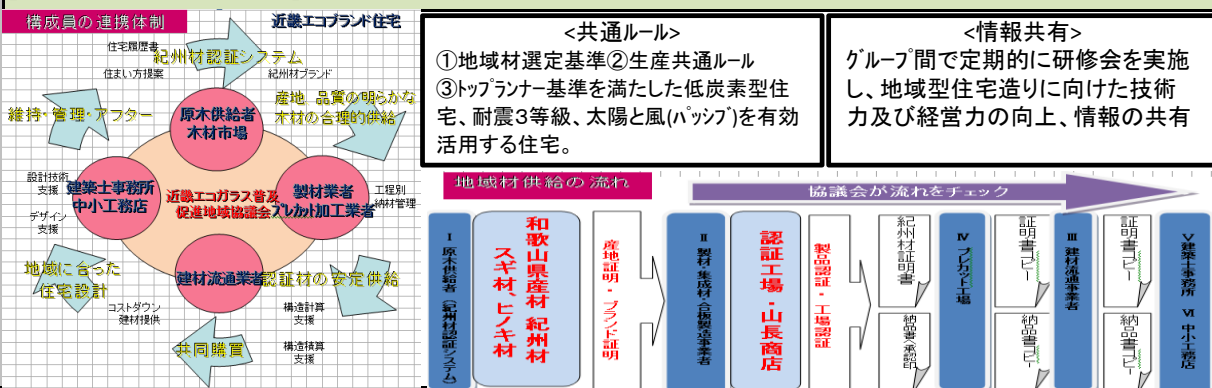 構成員の連携体制
近畿エコブランド住宅
住宅履歴書
紀州材認証システム
住まい方提案
紀州材ブランド
維持・管理・アフター
原木供給者
木材市場
産地、品質の明らかな
木材の合理的供給
設計技術
支援
建築士事務所
中小工務店
デザイン
支援
近畿エコガラス普及
促進地域協議会
製材業者
プレカット加工業者
工程別
納材管理
地域に合った
住宅設計
建材流通業者
認証材の安定供給
コストダウン
建材提供
構造計算
支援
共同購買
構造積算
支援
<共通ルール>
①地域材選定基準②生産共通ルール
③トップランナー基準を満たした低炭素型住
宅、耐震3等級、太陽と風(パッシブ)を有効
活用する住宅。
<情報共有>
グループ間で定期的に研修会を実施
し、地域型住宅造りに向けた技術
力及び経営力の向上、情報の共有
地域材供給の流れ
協議会が流れをチェック
Ⅰ 原木供給者(紀州材認証システム)
和歌山県産材 紀州材
スギ材、ヒノキ材
産地証明・ブランド証明
Ⅱ 製材・集成材・合板製造事業者
認証工場・山長商店
製品認証・工場認証
紀州材証明書
納品書(承認印)
Ⅳ プレカット工場
証明書コピー
納品書コピー
Ⅲ 建材流通事業者
証明書コピー
納品書コピー
Ⅴ建築士事務所 Ⅵ 中小工務店